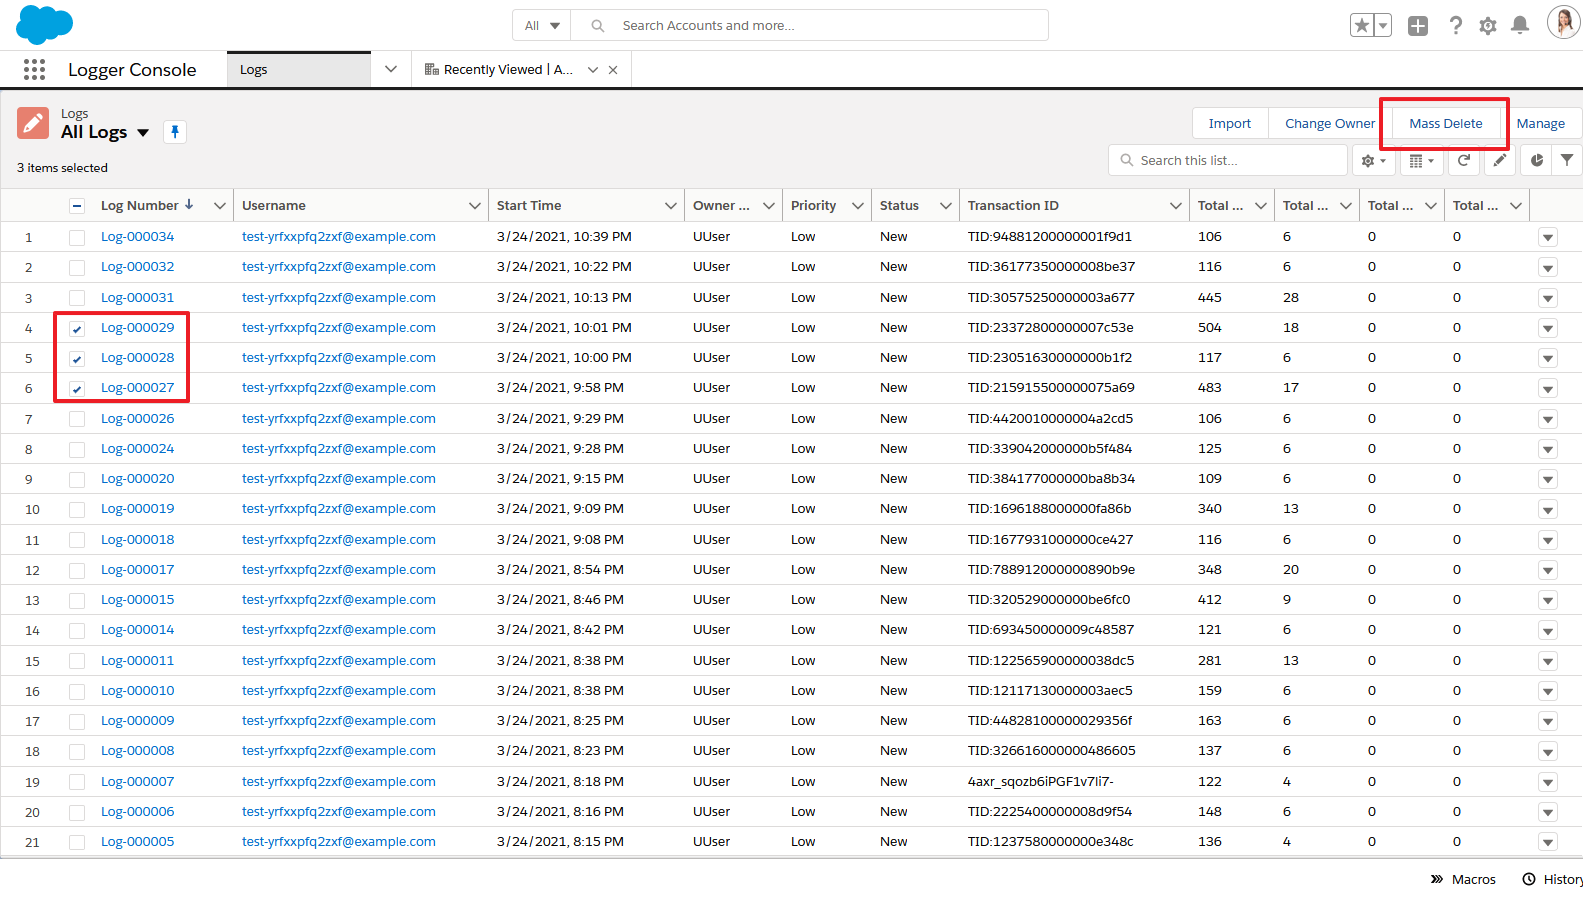 All Search Accounts and more...
Logger Console Logs Recently Viewed | A...
Logs
All Logs
Import Change Owner Mass Delete Manage
3 items selected
Search this list...
Log Number Username Start Time Owner ... Priority Status Transaction ID Total ... Total ... Total ... Total ...
1 Log-000034 test-yrfxxpfq2zxf@example.com 3/24/2021, 10:39 PM UUser Low New TID:94881200000001f9d1 106 6 0 0
2 Log-000032 test-yrfxxpfq2zxf@example.com 3/24/2021, 10:22 PM UUser Low New TID:36177350000008be37 116 6 0 0
3 Log-000031 test-yrfxxpfq2zxf@example.com 3/24/2021, 10:13 PM UUser Low New TID:30575250000003a677 445 28 0 0
4 Log-000029 test-yrfxxpfq2zxf@example.com 3/24/2021, 10:01 PM UUser Low New TID:23372800000007c53e 504 18 0 0
5 Log-000028 test-yrfxxpfq2zxf@example.com 3/24/2021, 10:00 PM UUser Low New TID:23051630000000b1f2 117 6 0 0
6 Log-000027 test-yrfxxpfq2zxf@example.com 3/24/2021, 9:58 PM UUser Low New TID:215915500000075a69 483 17 0 0
7 Log-000026 test-yrfxxpfq2zxf@example.com 3/24/2021, 9:29 PM UUser Low New TID:4420010000004a2cd5 106 6 0 0
8 Log-000024 test-yrfxxpfq2zxf@example.com 3/24/2021, 9:28 PM UUser Low New TID:339042000000b5f484 125 6 0 0
9 Log-000020 test-yrfxxpfq2zxf@example.com 3/24/2021, 9:15 PM UUser Low New TID:384177000000ba8b34 109 6 0 0
10 Log-000019 test-yrfxxpfq2zxf@example.com 3/24/2021, 9:09 PM UUser Low New TID:1696188000000fa86b 340 13 0 0
11 Log-000018 test-yrfxxpfq2zxf@example.com 3/24/2021, 9:08 PM UUser Low New TID:1677931000000ce427 116 6 0 0
12 Log-000017 test-yrfxxpfq2zxf@example.com 3/24/2021, 8:54 PM UUser Low New TID:788912000000890b9e 348 20 0 0
13 Log-000015 test-yrfxxpfq2zxf@example.com 3/24/2021, 8:46 PM UUser Low New TID:320529000000be6fc0 412 9 0 0
14 Log-000014 test-yrfxxpfq2zxf@example.com 3/24/2021, 8:42 PM UUser Low New TID:693450000009c48587 121 6 0 0
15 Log-000011 test-yrfxxpfq2zxf@example.com 3/24/2021, 8:38 PM UUser Low New TID:122565900000038dc5 281 13 0 0
16 Log-000010 test-yrfxxpfq2zxf@example.com 3/24/2021, 8:38 PM UUser Low New TID:12117130000003aec5 159 6 0 0
17 Log-000009 test-yrfxxpfq2zxf@example.com 3/24/2021, 8:25 PM UUser Low New TID:44828100000029356f 163 6 0 0
18 Log-000008 test-yrfxxpfq2zxf@example.com 3/24/2021, 8:23 PM UUser Low New TID:326616000000486605 137 6 0 0
19 Log-000007 test-yrfxxpfq2zxf@example.com 3/24/2021, 8:18 PM UUser Low New 4axr_sqozb6iPGF1v7li7- 122 4 0 0
20 Log-000006 test-yrfxxpfq2zxf@example.com 3/24/2021, 8:16 PM UUser Low New TID:2225400000008d9f54 148 6 0 0
21 Log-000005 test-yrfxxpfq2zxf@example.com 3/24/2021, 8:15 PM UUser Low New TID:1237580000000e348c 136 4 0 0
Macros History